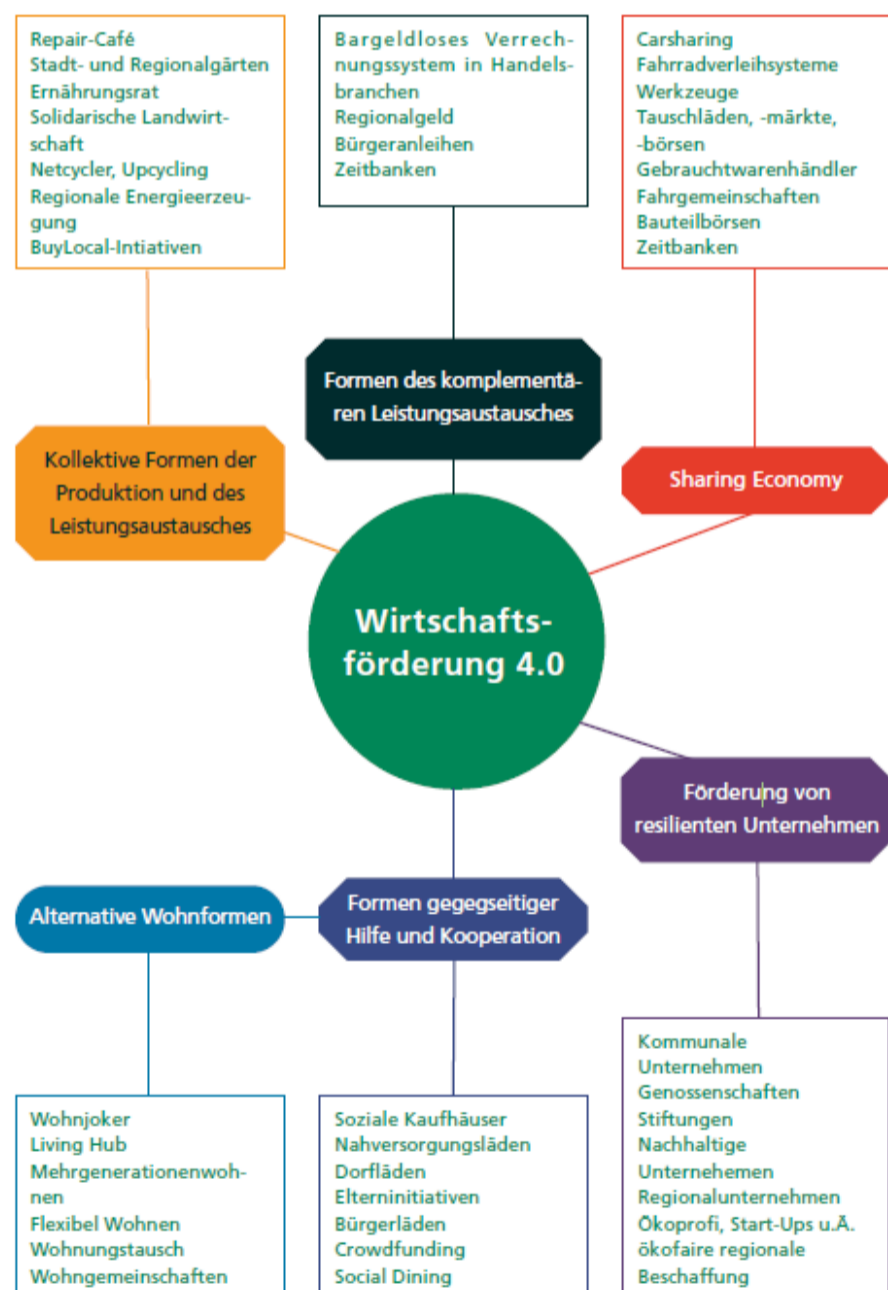 Repair-Café
Stadt- und Regionalgärten
Ernährungsrat
Solidarische Landwirt-
schaft
Netcycler, Upcycling
Regionale Energieerzeu-
gung
BuyLocal-Intiativen
Bargeldloses Verrech-
nungssystem in Handels-
branchen
Regionalgeld
Bürgeranleihen
Zeitbanken
Carsharing
Fahrradverleihsysteme
Werkzeuge
Tauschläden, -märkte,
-börsen
Gebrauchtwarenhändler
Fahrgemeinschaften
Bauteilbörsen
Zeitbanken
Kollektive Formen der
Produktion und des
Leistungsaustausches
Formen des komplementä-
ren Leistungsaustausches
Sharing Economy
Wirtschafts-
förderung 4.0
Förderung von
resilienten Unternehmen
Alternative Wohnformen
Formen gegegseitiger
Hilfe und Kooperation
Wohnjoker
Living Hub
Mehrgenerationenwoh-
nen
Flexibel Wohnen
Wohnungstausch
Wohngemeinschaften
Soziale Kaufhäuser
Nahversorgungsläden
Dorfläden
Elterninitiativen
Bürgerläden
Crowdfunding
Social Dining
Kommunale
Unternehmen
Genossenschaften
Stiftungen
Nachhaltige
Unternehemen
Regionalunternehmen
Ökoprofi, Start-Ups u.Ä.
ökofaire regionale
Beschaffung